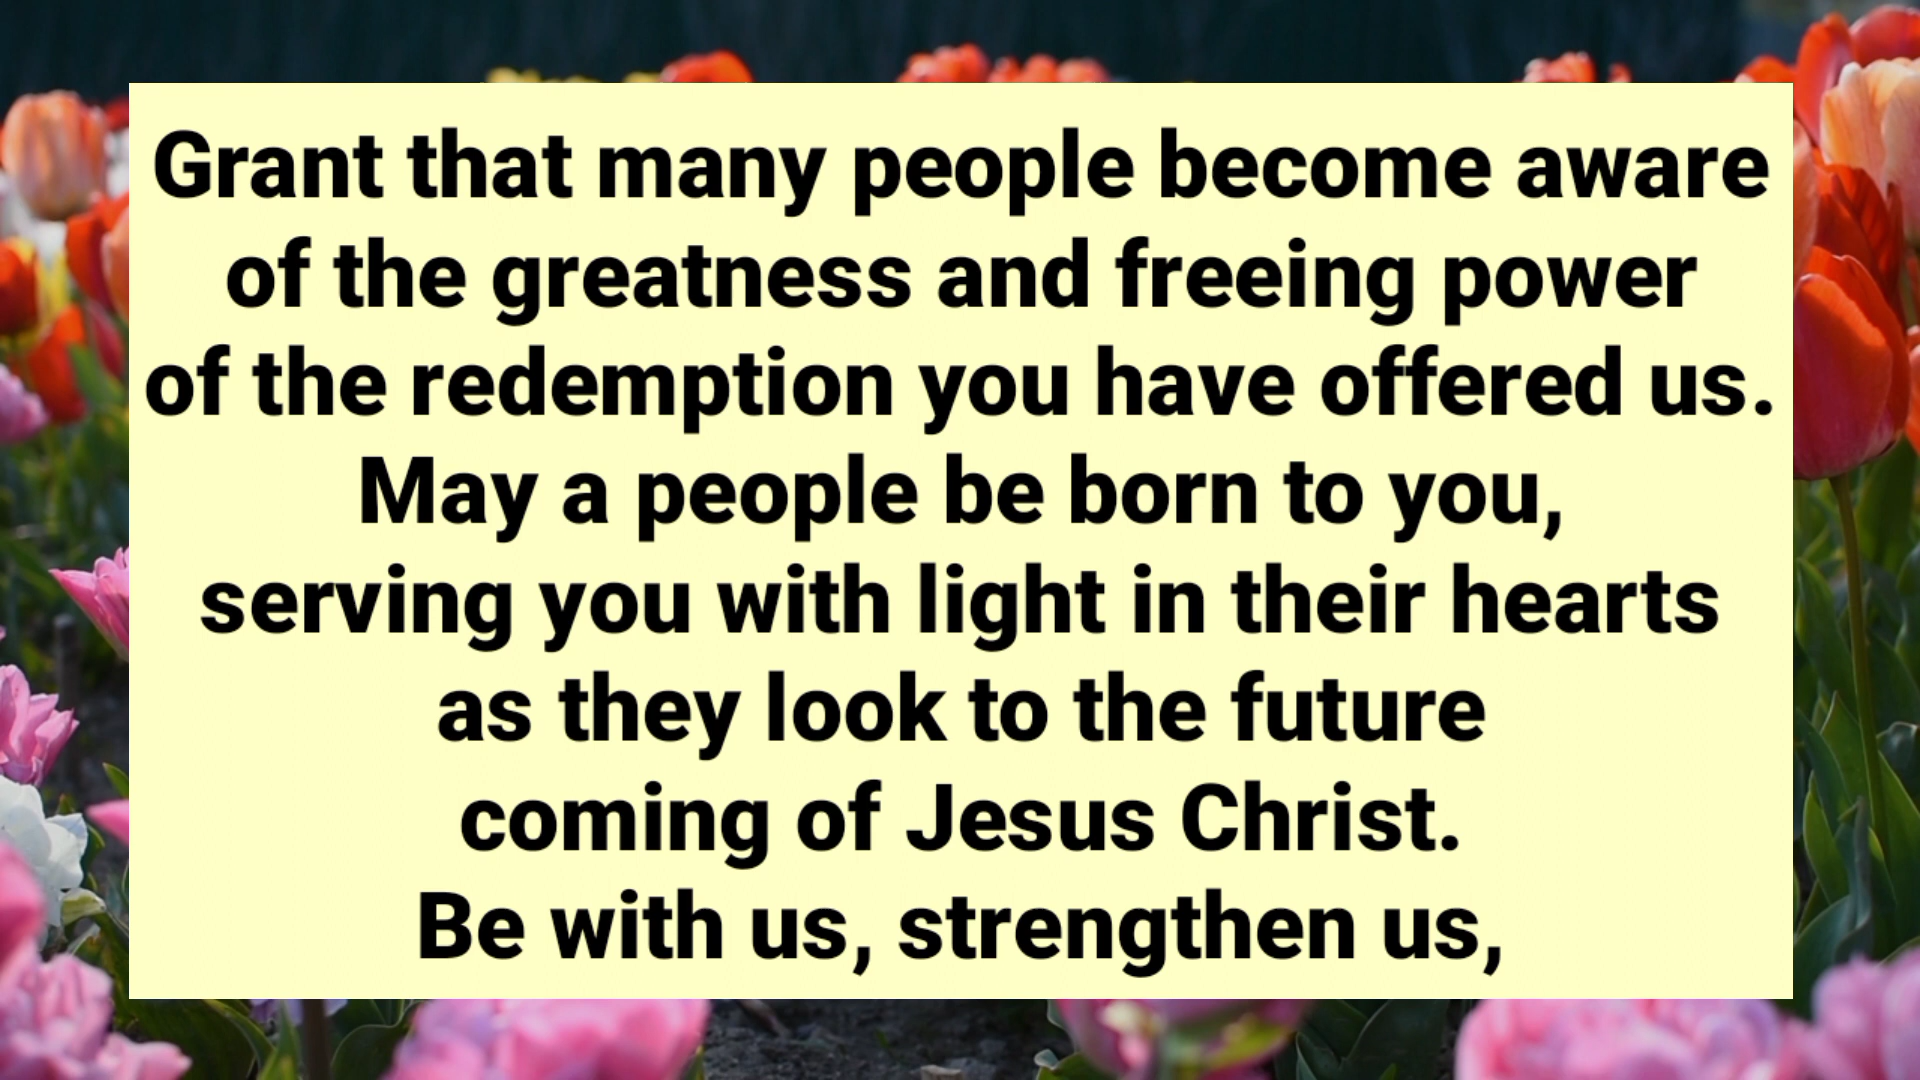 Grant that many people become aware
of the greatness and freeing power
of the redemption you have offered us.
May a people be born to you,
serving you with light in their hearts
as they look to the future
coming of Jesus Christ.
Be with us, strengthen us,